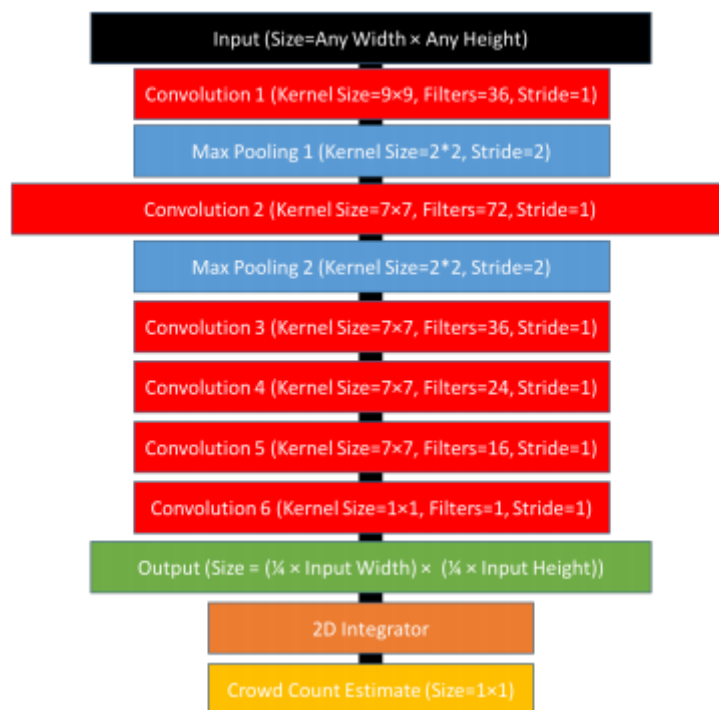 Input (Size=Any Width × Any Height)
Convolution 1 (Kernel Size=9×9, Filters=36, Stride=1)
Max Pooling 1 (Kernel Size=2*2, Stride=2)
Convolution 2 (Kernel Size=7×7, Filters=72, Stride=1)
Max Pooling 2 (Kernel Size=2*2, Stride=2)
Convolution 3 (Kernel Size=7×7, Filters=36, Stride=1)
Convolution 4 (Kernel Size=7×7, Filters=24, Stride=1)
Convolution 5 (Kernel Size=7×7, Filters=16, Stride=1)
Convolution 6 (Kernel Size=1×1, Filters=1, Stride=1)
Output (Size = (¼ × Input Width) × (¼ × Input Height))
2D Integrator
Crowd Count Estimate (Size=1×1)